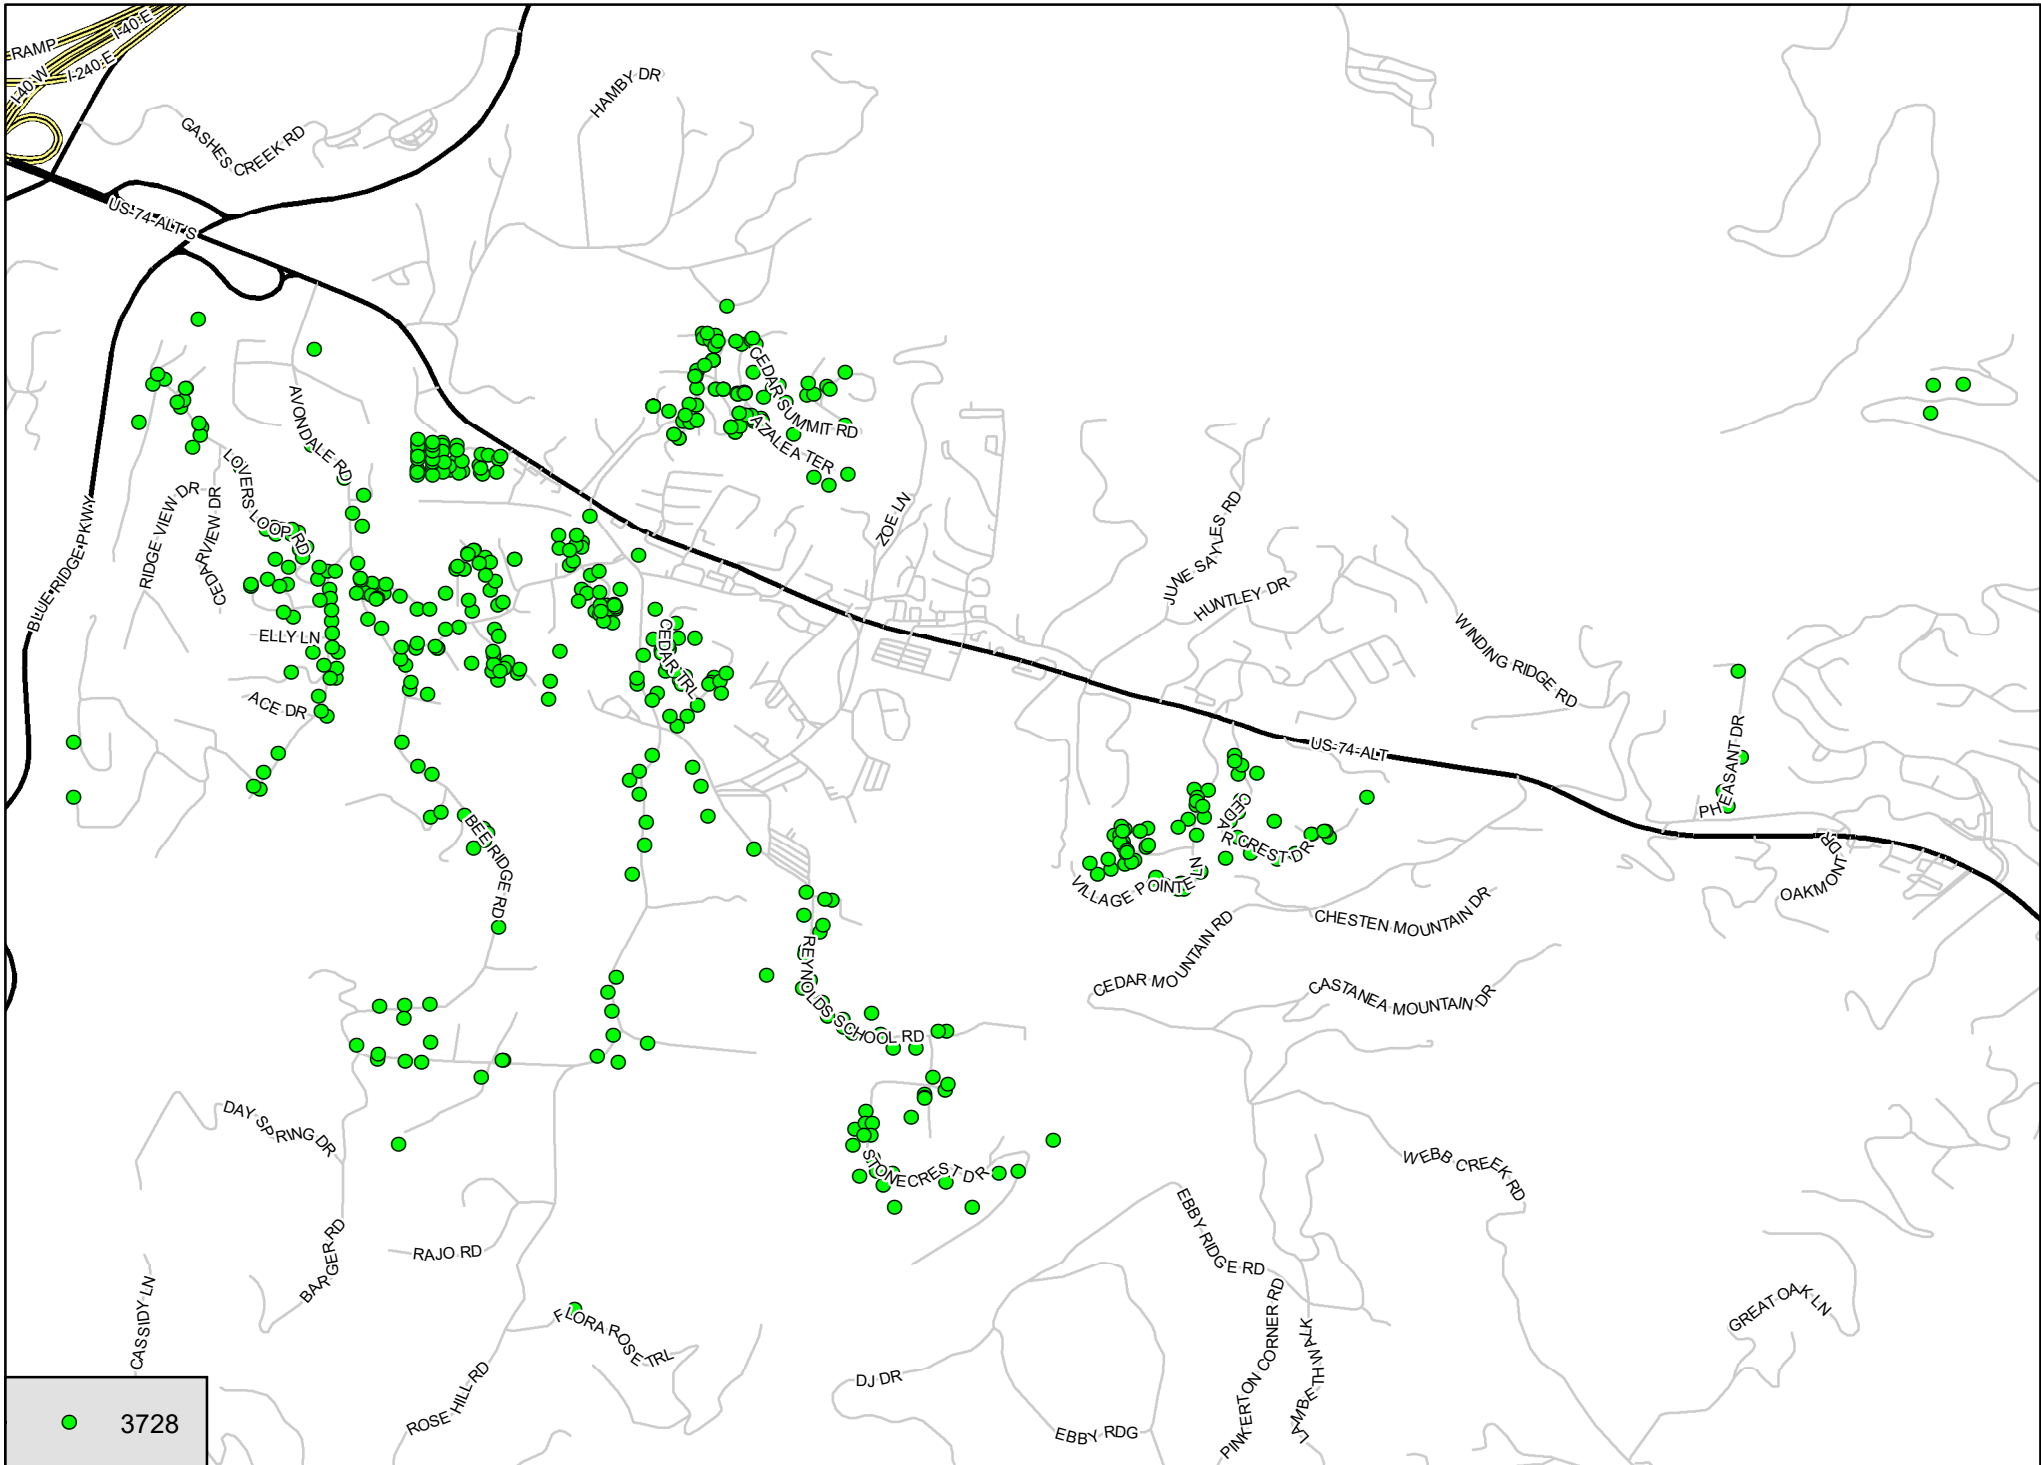 I-40 E
RAMP
I-240 E
I-40 W
HAMBY DR
GASHES CREEK RD
US-74-ALT S
CEDAR SUMMIT RD
AZALEA TER
AVONDALE RD
LOVERS LOOP RD
RIDGE VIEW DR
CEDARVIEW DR
BLUE RIDGE PKWY
ZOE LN
JUNE SAYLES RD
HUNTLEY DR
WINDING RIDGE RD
ELLY LN
CEDAR TRL
ACE DR
US-74-ALT
PHEASANT DR
CEDAR CREST DR
BEE RIDGE RD
VILLAGE POINTE LN
OAKMONT DR
CHESTEN MOUNTAIN DR
CEDAR MOUNTAIN RD
CASTANEA MOUNTAIN DR
REYNOLDS SCHOOL RD
DAY SPRING DR
STONECREST DR
WEBB CREEK RD
EBBY RIDGE RD
BARGER RD
RAJO RD
CASSIDY LN
FLORA ROSE TRL
GREAT OAK LN
PINKERTON CORNER RD
LAMBETH WALK
DJ DR
ROSE HILL RD
EBBY RDG
3728